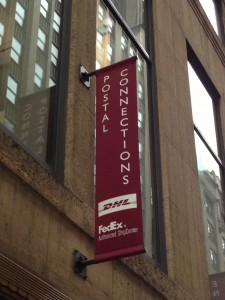 POSTAL
CONNECTIONS
DHL
FedEx
Authorized ShipCenter